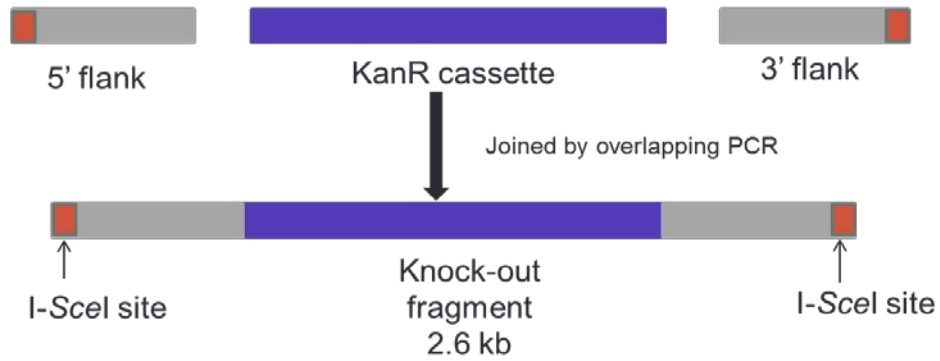 5' flank
KanR cassette
3' flank
Joined by overlapping PCR
I-SceI site
Knock-out
fragment
2.6 kb
I-SceI site